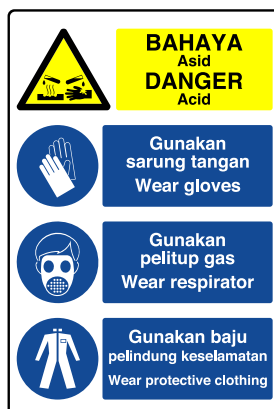 BAHAYA
Asid
DANGER
Acid
Gunakan
sarung tangan
Wear gloves
Gunakan
pelitup gas
Wear respirator
Gunakan baju
pelindung keselamatan
Wear protective clothing